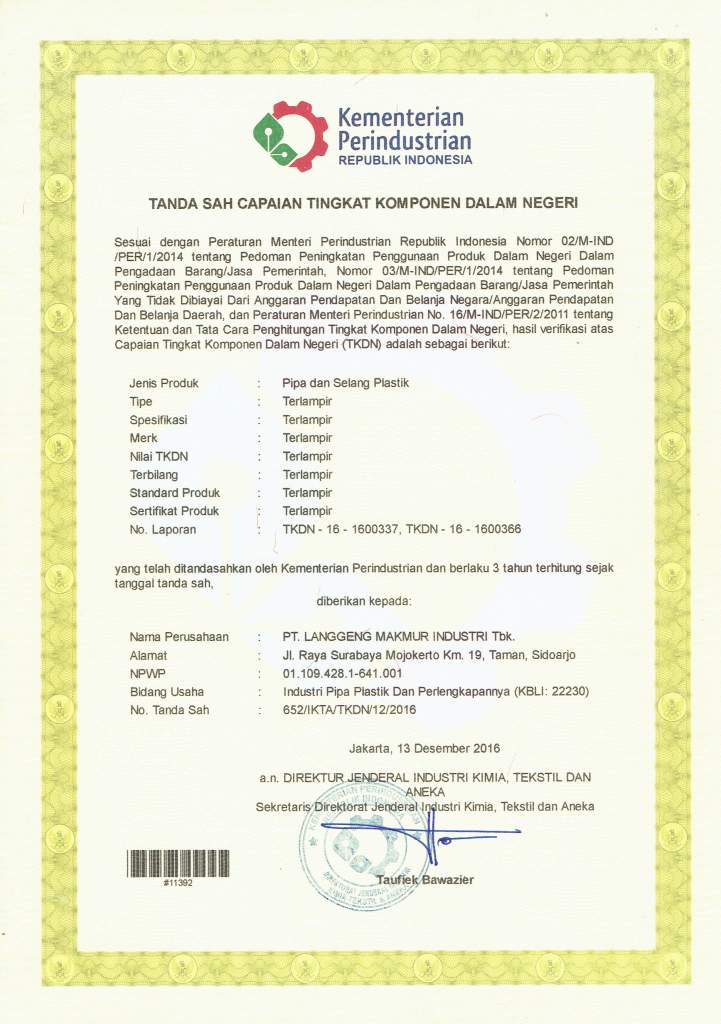 Kementerian
Perindustrian
REPUBLIK INDONESIA
TANDA SAH CAPAIAN TINGKAT KOMPONEN DALAM NEGERI
Sesuai dengan Peraturan Menteri Perindustrian Republik Indonesia Nomor 02/M-IND
/PER/1/2014 tentang Pedoman Peningkatan Penggunaan Produk Dalam Negeri Dalam
Pengadaan Barang/Jasa Pemerintah, Nomor 03/M-IND/PER/1/2014 tentang Pedoman
Peningkatan Penggunaan Produk Dalam Negeri Dalam Pengadaan Barang/Jasa Pemerintah
Yang Tidak Dibiayai Dari Anggaran Pendapatan Dan Belanja Negara/Anggaran Pendapatan
Dan Belanja Daerah, dan Peraturan Menteri Perindustrian No. 16/M-IND/PER/2/2011 tentang
Ketentuan dan Tata Cara Penghitungan Tingkat Komponen Dalam Negeri, hasil verifikasi atas
Capaian Tingkat Komponen Dalam Negeri (TKDN) adalah sebagai berikut:
Jenis Produk : Pipa dan Selang Plastik
Tipe : Terlampir
Spesifikasi : Terlampir
Merk : Terlampir
Nilai TKDN : Terlampir
Terbilang : Terlampir
Standard Produk : Terlampir
Sertifikat Produk : Terlampir
No. Laporan : TKDN - 16 - 1600337, TKDN - 16 - 1600366
yang telah ditandasahkan oleh Kementerian Perindustrian dan berlaku 3 tahun terhitung sejak
tanggal tanda sah,
diberikan kepada:
Nama Perusahaan : PT. LANGGENG MAKMUR INDUSTRI Tbk.
Alamat : Jl. Raya Surabaya Mojokerto Km. 19, Taman, Sidoarjo
NPWP : 01.109.428.1-641.001
Bidang Usaha : Industri Pipa Plastik Dan Perlengkapannya (KBLI: 22230)
No. Tanda Sah : 652/IKTA/TKDN/12/2016
Jakarta, 13 Desember 2016
a.n. DIREKTUR JENDERAL INDUSTRI KIMIA, TEKSTIL DAN
ANEKA
Sekretaris Direktorat Jenderal Industri Kimia, Tekstil dan Aneka
KEMENTERIAN PERINDUSTRIAN
REPUBLIK INDONESIA
DIREKTORAT JENDERAL INDUSTRI
KIMIA, TEKSTIL & ANEKA
Taufiek Bawazier
#11392